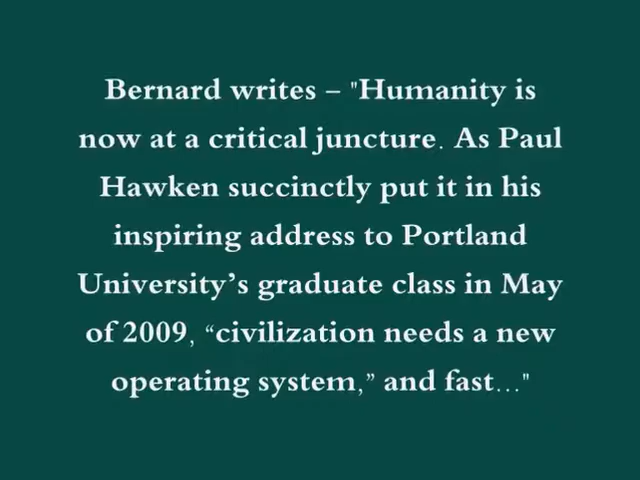 Bernard writes – "Humanity is
now at a critical juncture. As Paul
Hawken succinctly put it in his
inspiring address to Portland
University’s graduate class in May
of 2009, “civilization needs a new
operating system,” and fast..."